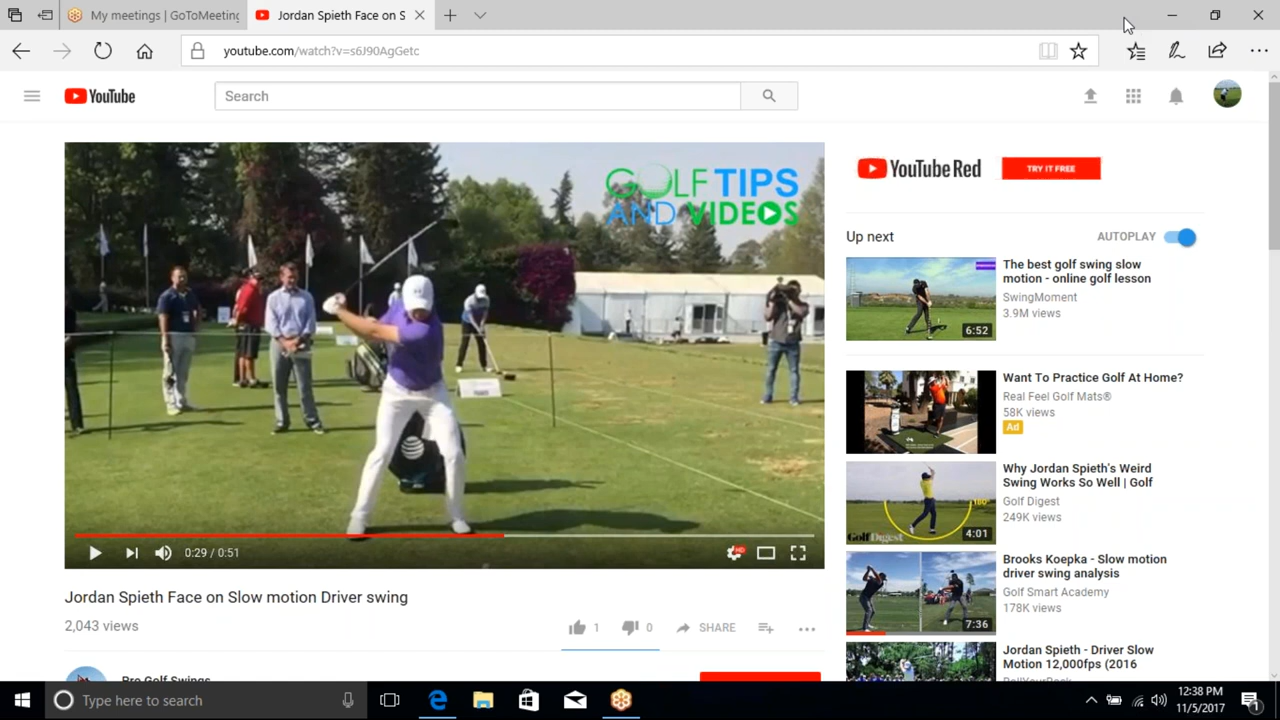 My meetings | GoToMeeting
Jordan Spieth Face on S
youtube.com/watch?v=s6J90AgGetc
YouTube
Search
GOLF TIPS
AND VIDEOS
0:29 / 0:51
HD
Jordan Spieth Face on Slow motion Driver swing
2,043 views
1
0
SHARE
Pro Golf Swings
YouTube Red
TRY IT FREE
Up next
AUTOPLAY
The best golf swing slow
motion - online golf lesson
SwingMoment
3.9M views
6:52
Want To Practice Golf At Home?
Real Feel Golf Mats®
58K views
Ad
Why Jordan Spieth's Weird
Swing Works So Well | Golf
Golf Digest
249K views
Golf Digest
4:01
Brooks Koepka - Slow motion
driver swing analysis
Golf Smart Academy
178K views
7:36
Jordan Spieth - Driver Slow
Motion 12,000fps (2016
Type here to search
12:38 PM
11/5/2017
1